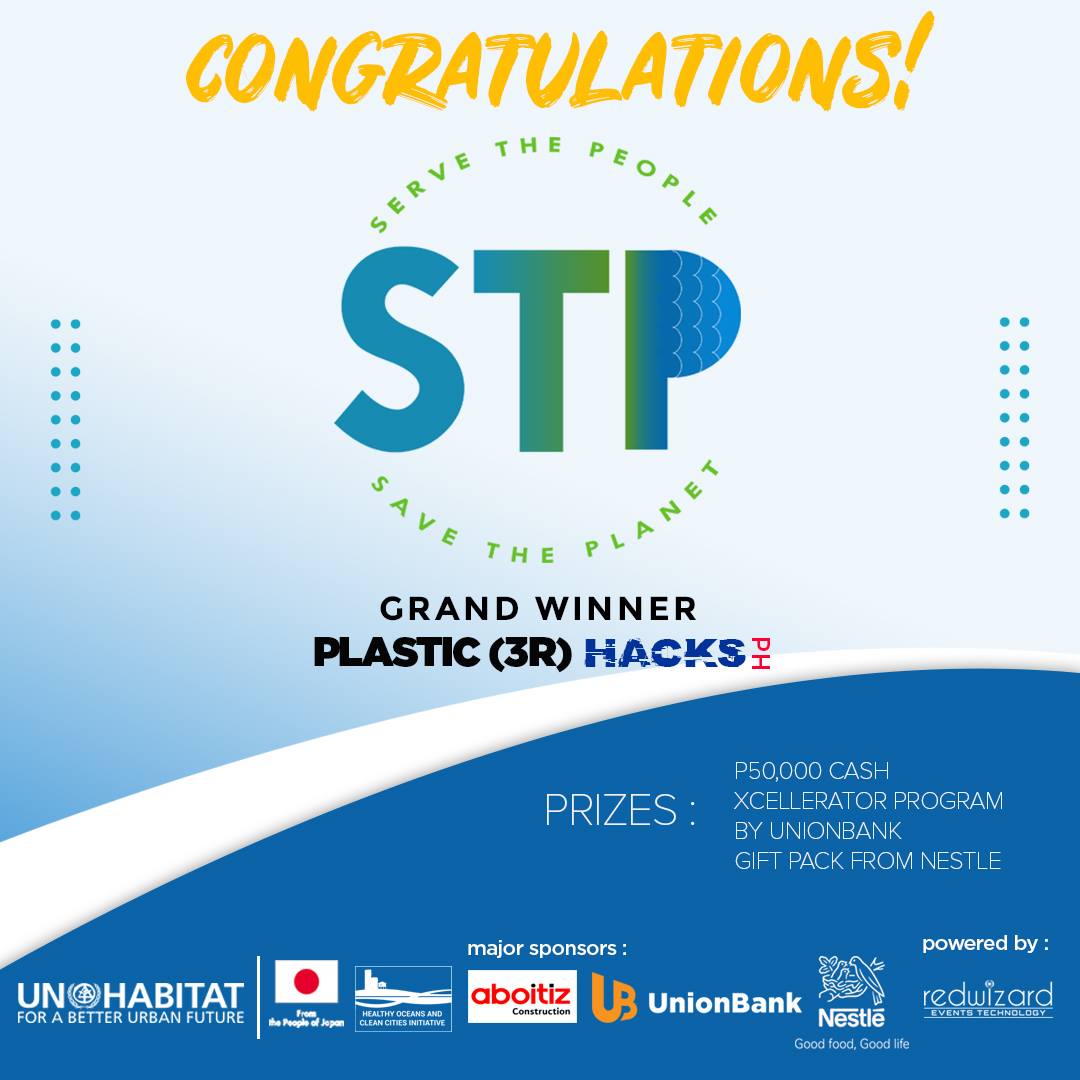 CONGRATULATIONS!
SERVE THE PEOPLE
STP
SAVE THE PLANET
GRAND WINNER
PLASTIC (3R) HACKS PH
PRIZES :
P50,000 CASH
XCELLERATOR PROGRAM
BY UNIONBANK
GIFT PACK FROM NESTLE
major sponsors :
powered by :
UN HABITAT
FOR A BETTER URBAN FUTURE
From
the People of Japan
HEALTHY OCEANS AND
CLEAN CITIES INITIATIVE
aboitiz
Construction
UB UnionBank
Nestlé
Good food, Good life
redwizard
EVENTS TECHNOLOGY